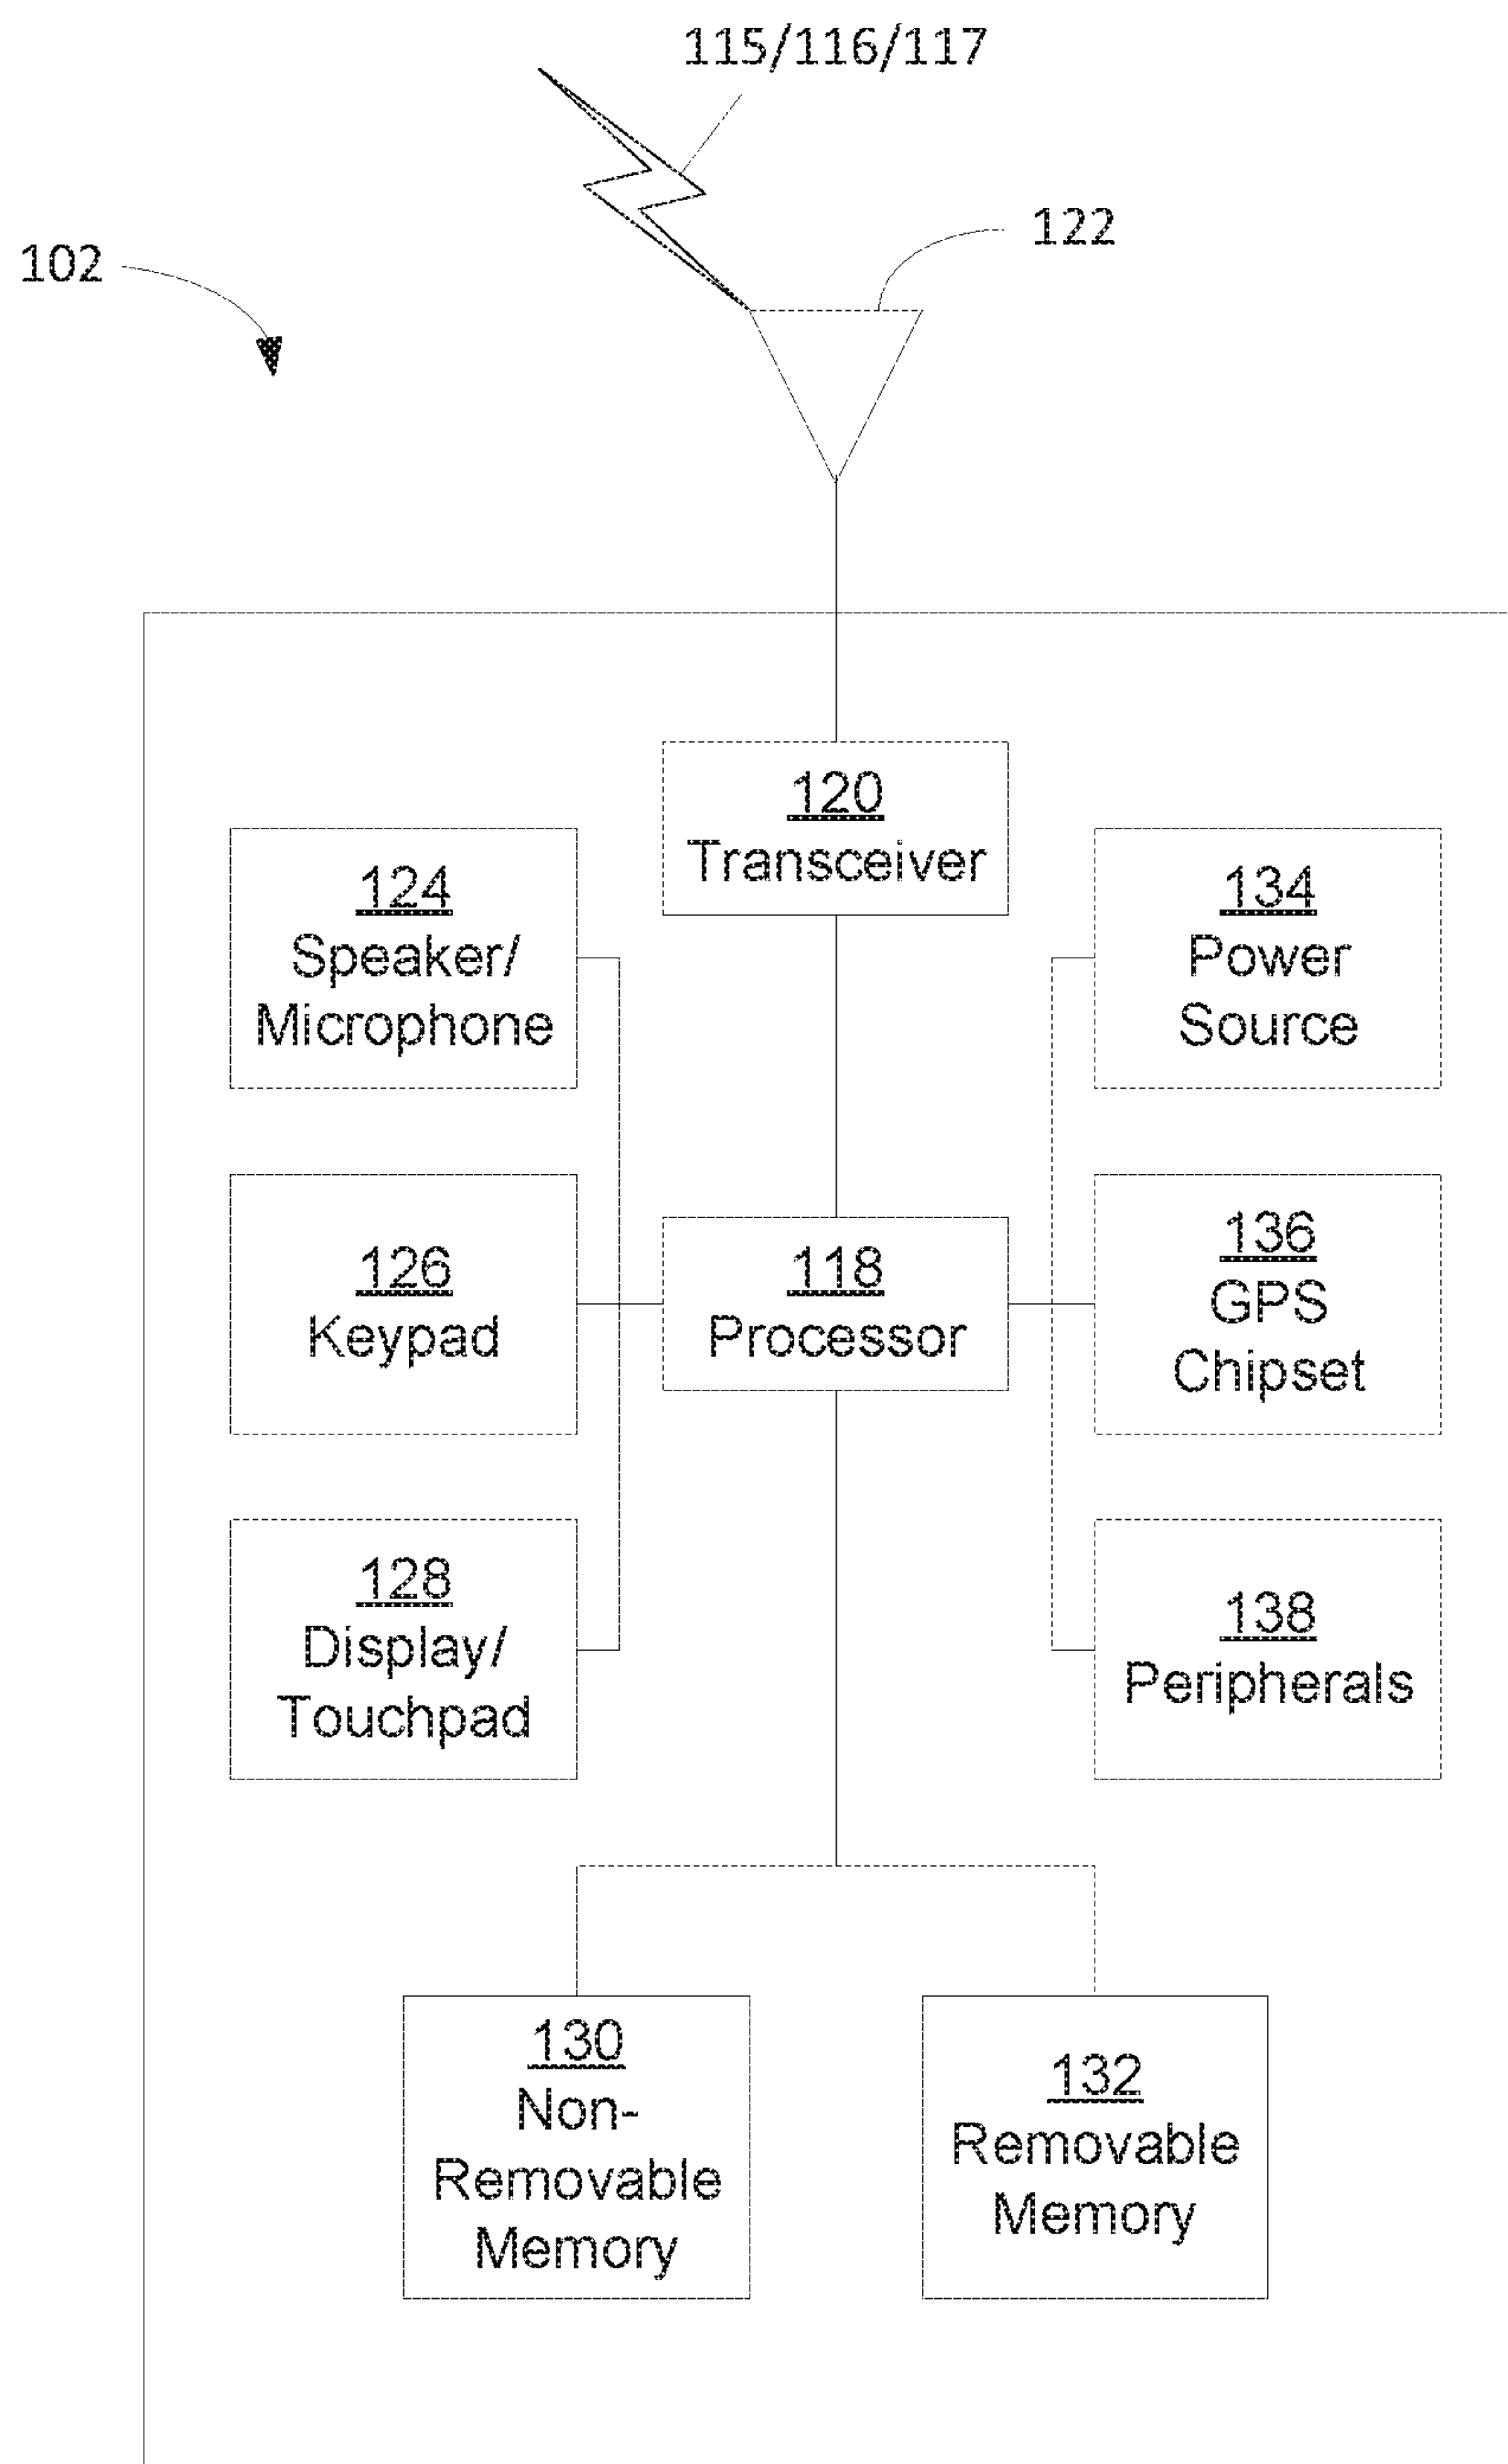 115/116/117
122
102
120
Transceiver
124
Speaker/
Microphone
134
Power
Source
126
Keypad
118
Processor
136
GPS
Chipset
128
Display/
Touchpad
138
Peripherals
130
Non-
Removable
Memory
132
Removable
Memory